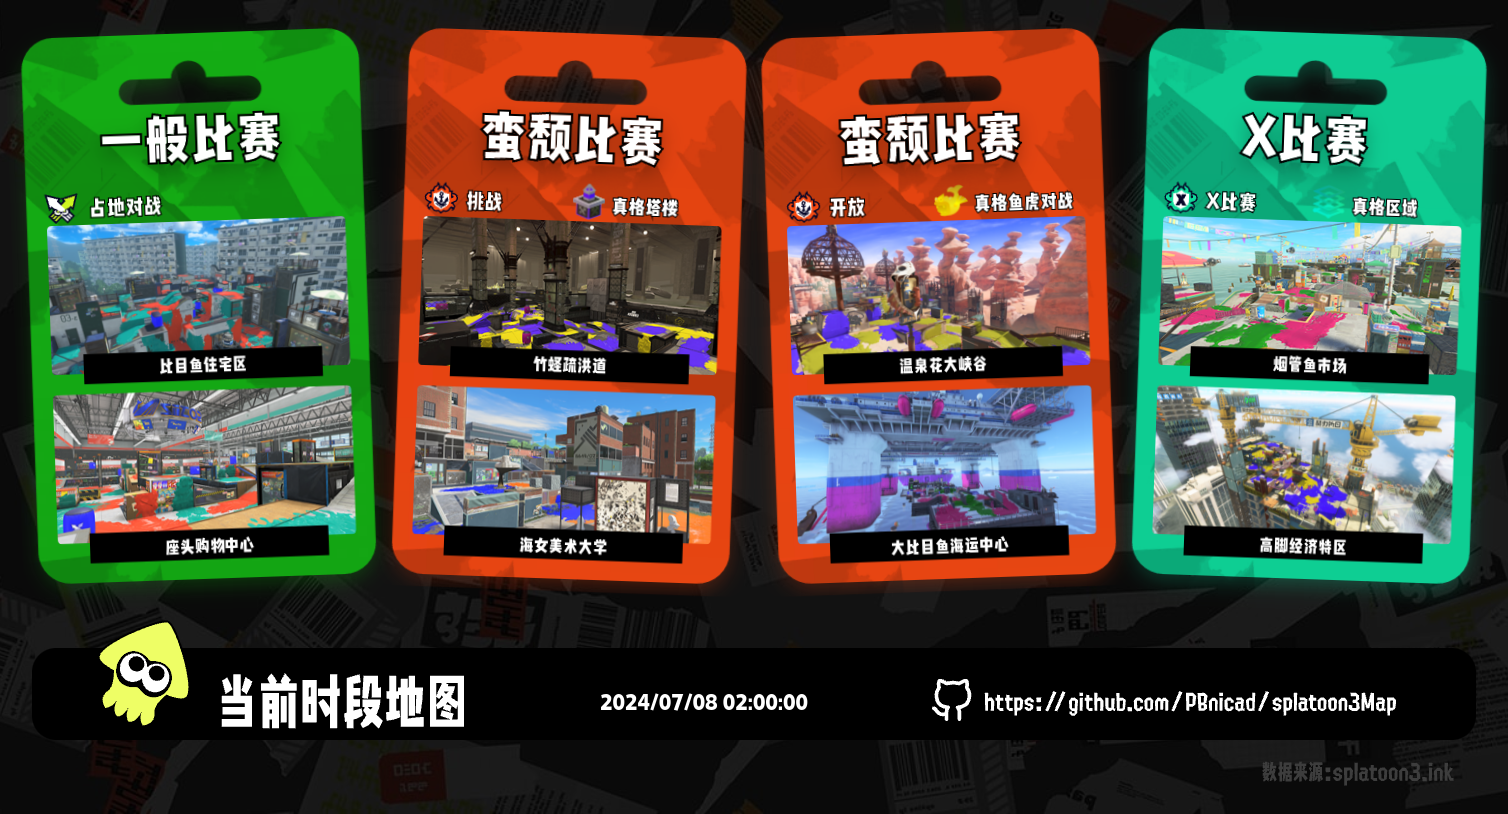 一般比赛
占地对战
比目鱼住宅区
座头购物中心
蛮颓比赛
挑战
真格塔楼
竹蛏疏洪道
海女美术大学
蛮颓比赛
开放
真格鱼虎对战
温泉花大峡谷
大比目鱼海运中心
X比赛
X比赛
真格区域
烟管鱼市场
高脚经济特区
当前时段地图
2024/07/08 02:00:00
https://github.com/PBnicad/splatoon3Map
数据来源:splatoon3.ink